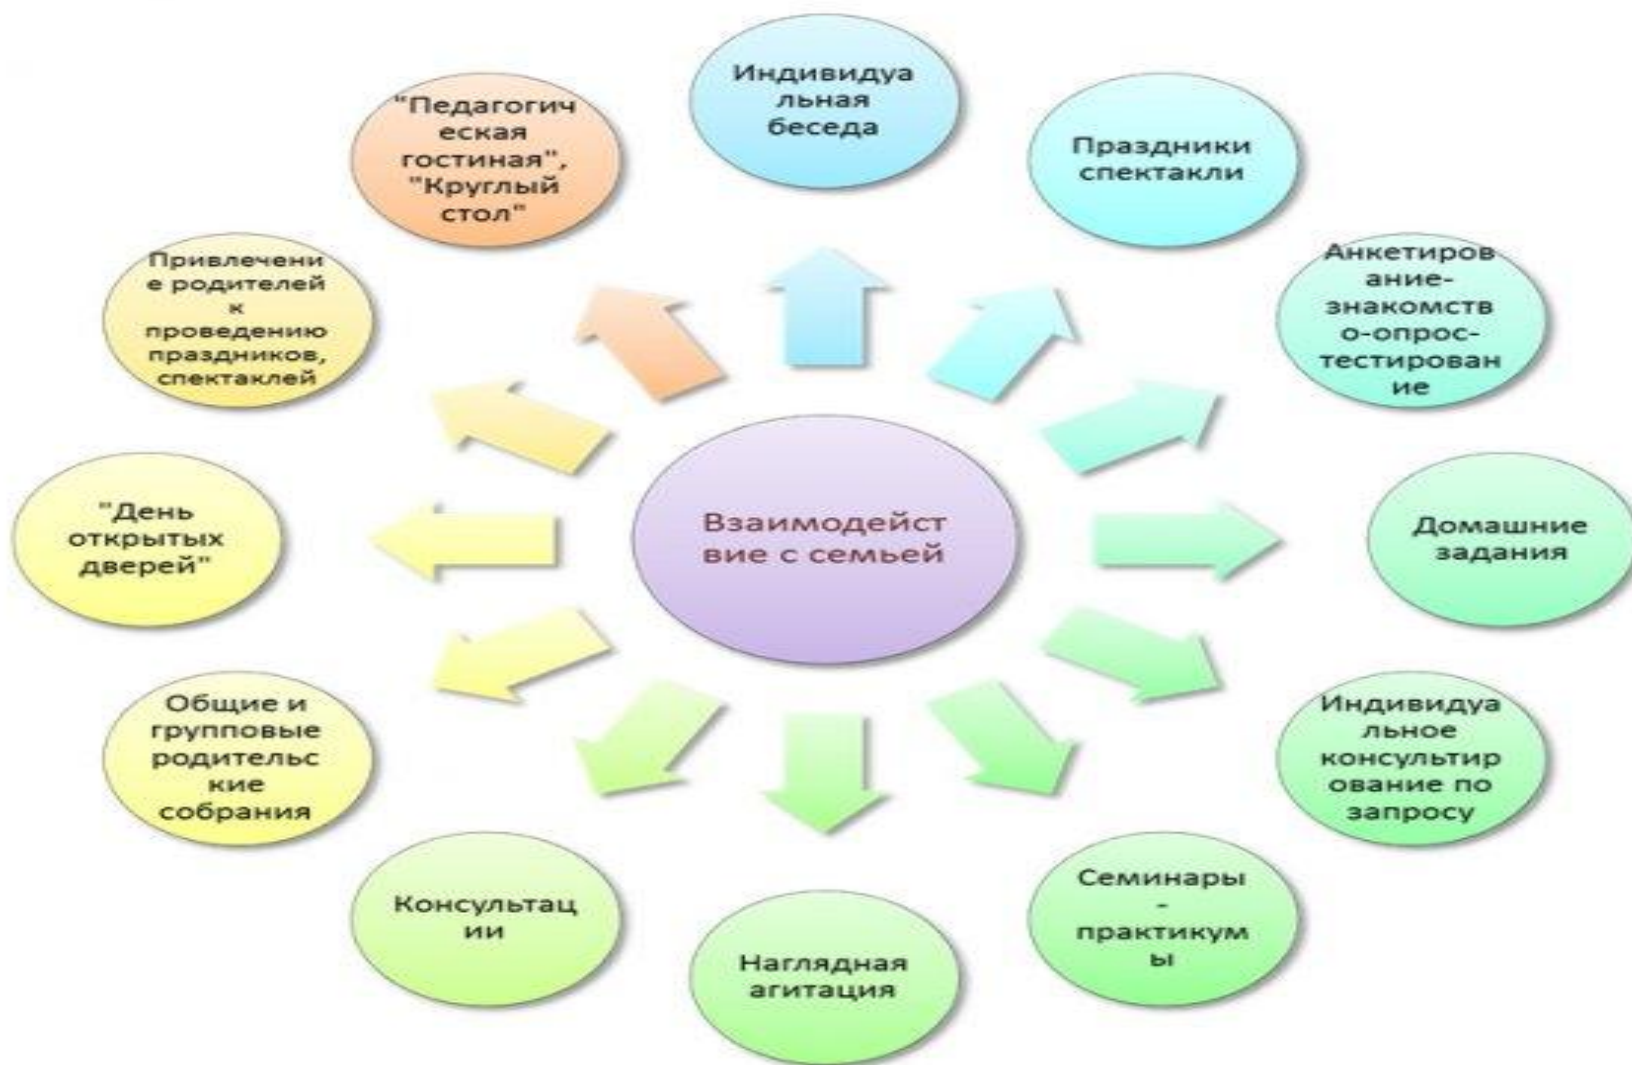 Индивидуа
льная
беседа
Праздники
спектакли
Анкетиров
ание-
знакомств
о-опрос-
тестирован
ие
Домашние
задания
Индивидуа
льное
консультир
ование по
запросу
Семинары
-
практикум
ы
Наглядная
агитация
Консультац
ии
Общие и
групповые
родительс
кие
собрания
"День
открытых
дверей"
Привлечени
е родителей
к
проведению
праздников,
спектаклей
"Педагогич
еская
гостиная",
"Круглый
стол"
Взаимодейст
вие с семьей